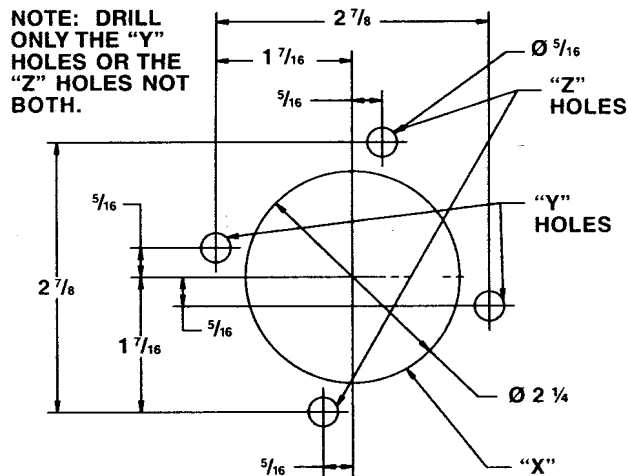 NOTE: DRILL
ONLY THE “Y”
HOLES OR THE
“Z” HOLES NOT
BOTH.
2 7/8
1 7/16
5/16
Ø 5/16
“Z”
HOLES
5/16
“Y”
HOLES
2 7/8
5/16
1 7/16
Ø 2 1/4
5/16
“X”